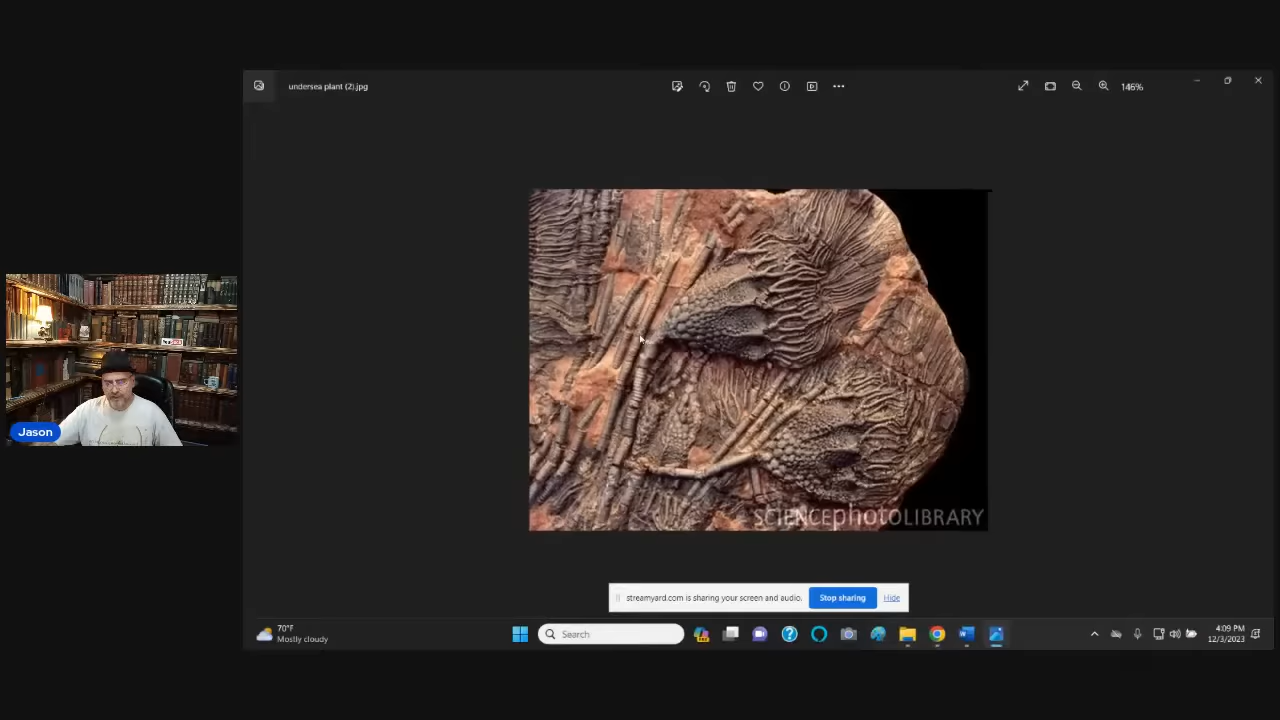 undersea plant (2).jpg
146%
Jason
SCIENCEphotoLIBRARY
streamyard.com is sharing your screen and audio.
Stop sharing
Hide
70°F
Mostly cloudy
Search
4:09 PM
12/3/2023